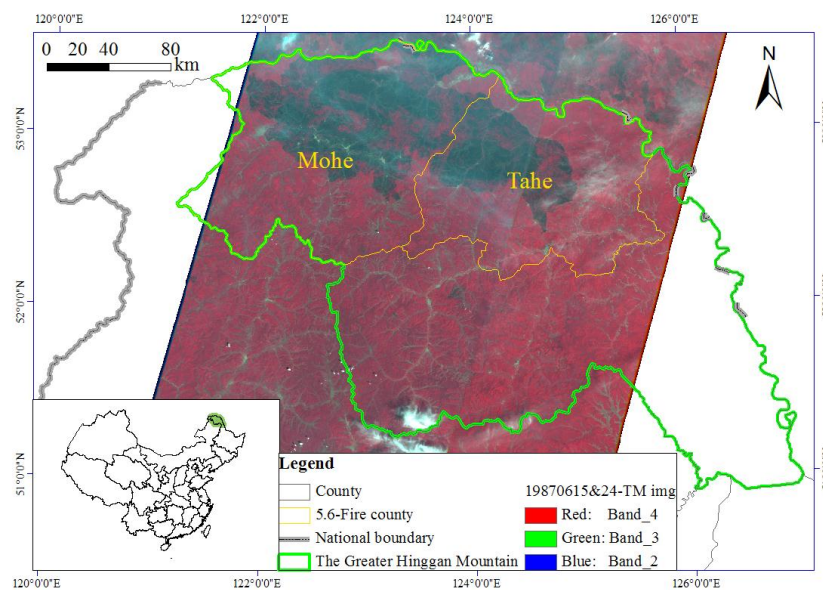 120°0'0"E 122°0'0"E 124°0'0"E 126°0'0"E
0 20 40 80
km
N
53°0'0"N
Mohe
Tahe
52°0'0"N
51°0'0"N
Legend
County
5.6-Fire county
National boundary
The Greater Hinggan Mountain
19870615&24-TM img
Red: Band_4
Green: Band_3
Blue: Band_2
120°0'0"E 122°0'0"E 124°0'0"E 126°0'0"E